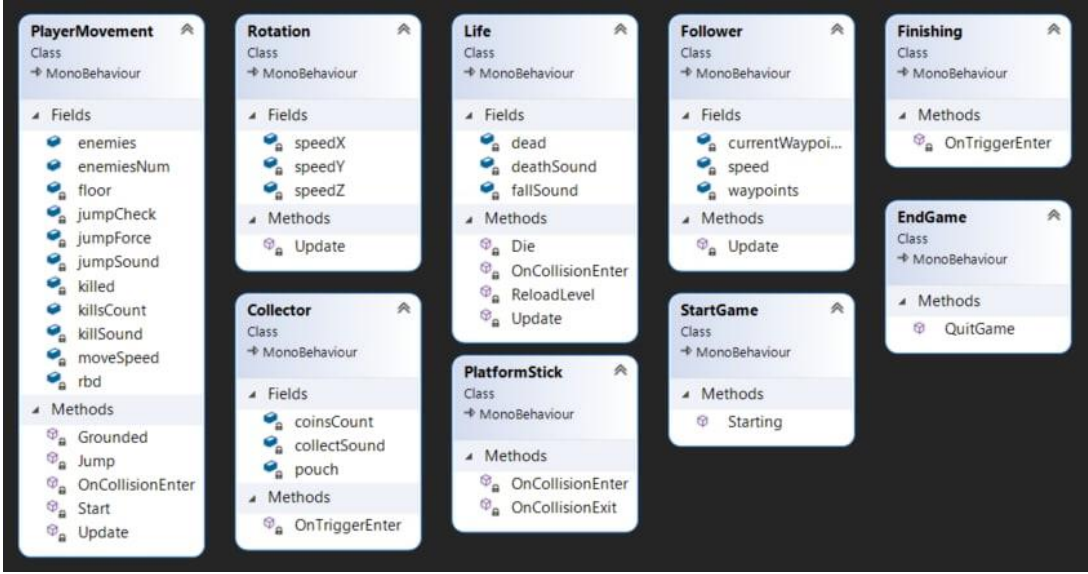 PlayerMovement
Class
MonoBehaviour
Fields
enemies
enemiesNum
floor
jumpCheck
jumpForce
jumpSound
killed
killsCount
killSound
moveSpeed
rbd
Methods
Grounded
Jump
OnCollisionEnter
Start
Update
Rotation
Class
MonoBehaviour
Fields
speedX
speedY
speedZ
Methods
Update
Collector
Class
MonoBehaviour
Fields
coinsCount
collectSound
pouch
Methods
OnTriggerEnter
Life
Class
MonoBehaviour
Fields
dead
deathSound
fallSound
Methods
Die
OnCollisionEnter
ReloadLevel
Update
PlatformStick
Class
MonoBehaviour
Methods
OnCollisionEnter
OnCollisionExit
Follower
Class
MonoBehaviour
Fields
currentWaypoi...
speed
waypoints
Methods
Update
StartGame
Class
MonoBehaviour
Methods
Starting
Finishing
Class
MonoBehaviour
Methods
OnTriggerEnter
EndGame
Class
MonoBehaviour
Methods
QuitGame